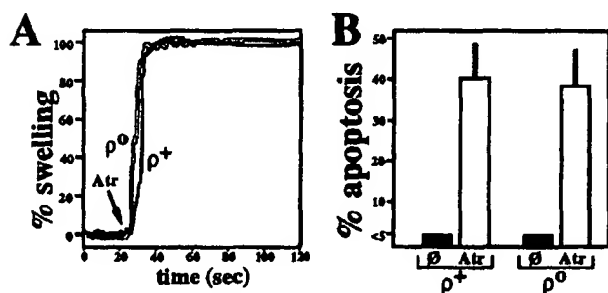 A
% swelling
100
80
60
40
20
0
ρ⁰
ρ⁺
Atr
0 20 40 60 80 100 120
time (sec)
B
% apoptosis
50
40
30
20
10
<5
Ø Atr Ø Atr
ρ⁺ ρ⁰